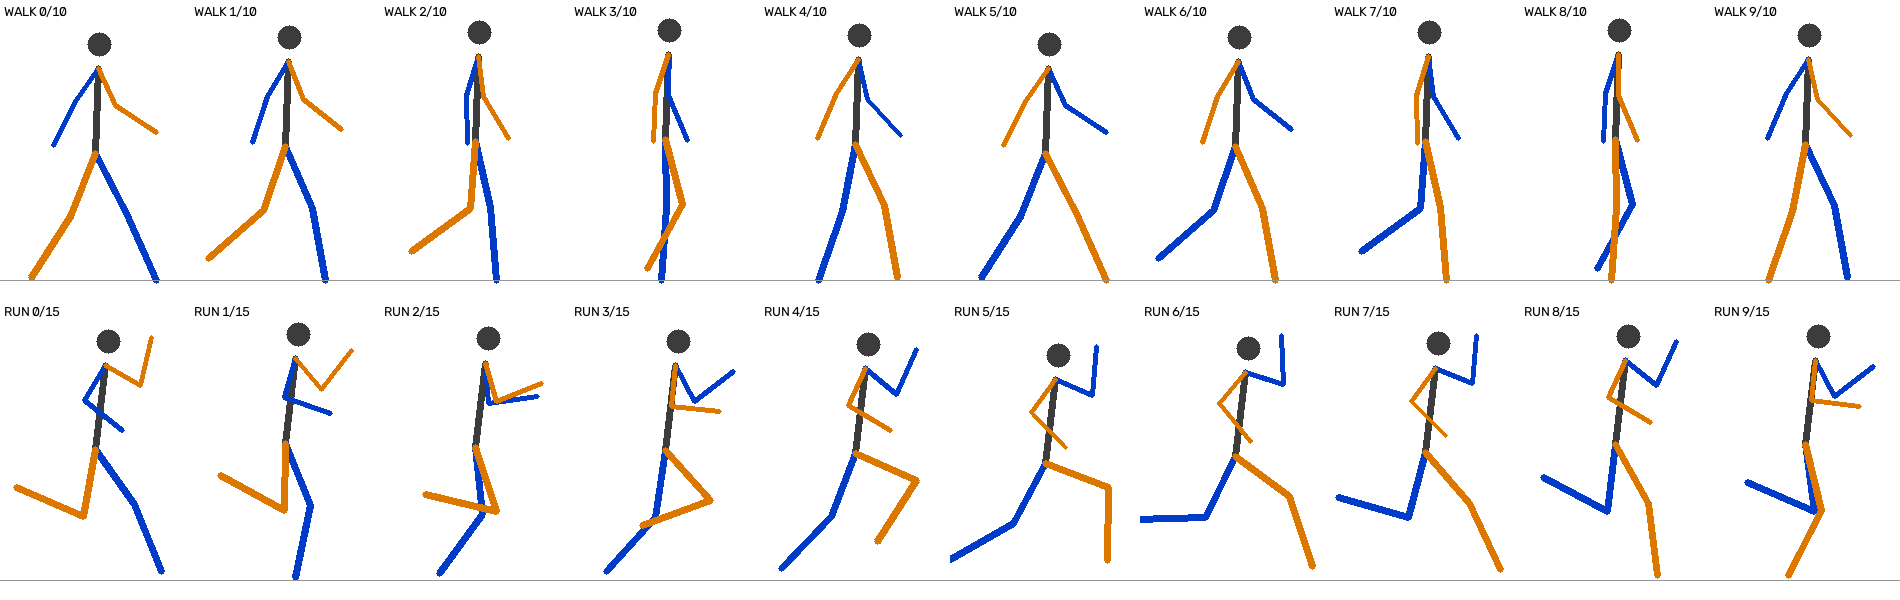 WALK 0/10
WALK 1/10
WALK 2/10
WALK 3/10
WALK 4/10
WALK 5/10
WALK 6/10
WALK 7/10
WALK 8/10
WALK 9/10
RUN 0/15
RUN 1/15
RUN 2/15
RUN 3/15
RUN 4/15
RUN 5/15
RUN 6/15
RUN 7/15
RUN 8/15
RUN 9/15